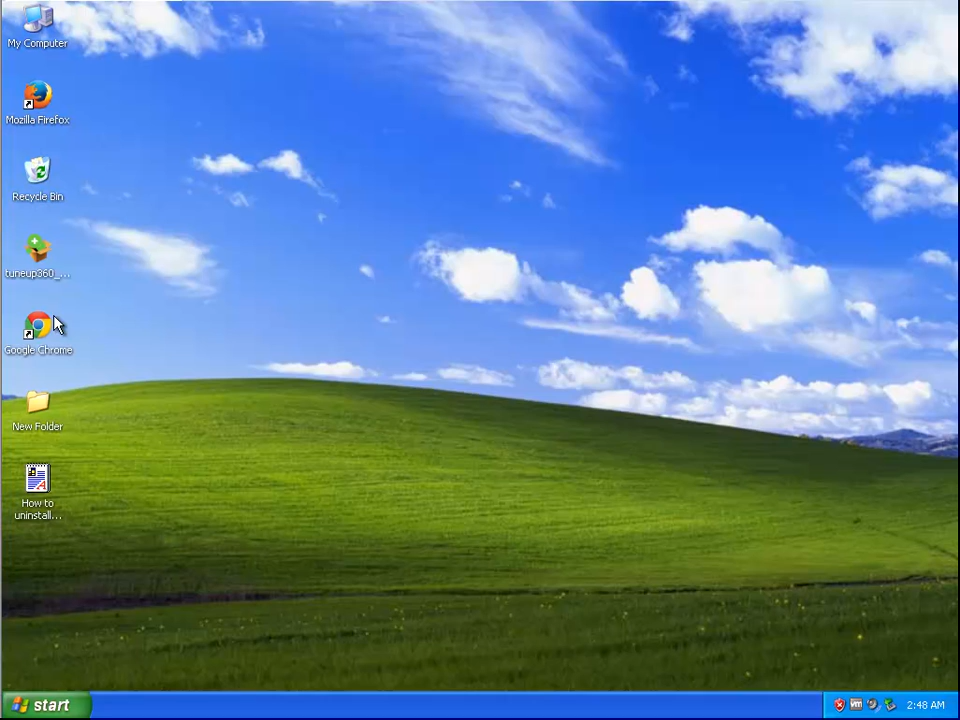 My Computer
Mozilla Firefox
Recycle Bin
tuneup360_...
Google Chrome
New Folder
How to
uninstall...
start
2:48 AM